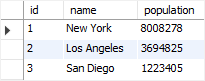 id name population
1 New York 8008278
2 Los Angeles 3694825
3 San Diego 1223405